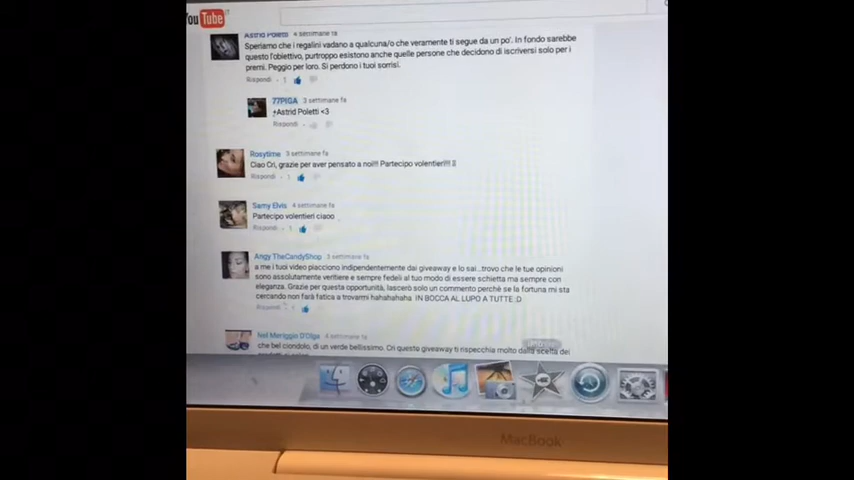 You Tube
Astrid Poletti 4 settimane fa
Speriamo che i regalini vadano a qualcuna/o che veramente ti segue da un po'. In fondo sarebbe
questo l'obiettivo, purtroppo esistono anche quelle persone che decidono di iscriversi solo per i
premi. Peggio per loro. Si perdono i tuoi sorrisi.
Rispondi · 1
77PIGA 3 settimane fa
+Astrid Poletti <3
Rispondi ·
Rosytime 3 settimane fa
Ciao Cri, grazie per aver pensato a noi!!! Partecipo volentieri!!!!
Rispondi · 1
Samy Elvis 4 settimane fa
Partecipo volentieri ciaoo
Rispondi · 1
Angy TheCandyShop 3 settimane fa
a me i tuoi video piacciono indipendentemente dai giveaway e lo sai...trovo che le tue opinioni
sono assolutamente veritiere e sempre fedeli al tuo modo di essere schietta ma sempre con
eleganza. Grazie per questa opportunità, lascerò solo un commento perchè se la fortuna mi sta
cercando non farà fatica a trovarmi hahahahaha IN BOCCA AL LUPO A TUTTE :D
Rispondi · 1
Nel Meriggio D'Olga 4 settimane fa
che bel ciondolo, di un verde bellissimo. Cri questo giveaway ti rispecchia molto dalla scelta dei
MacBook